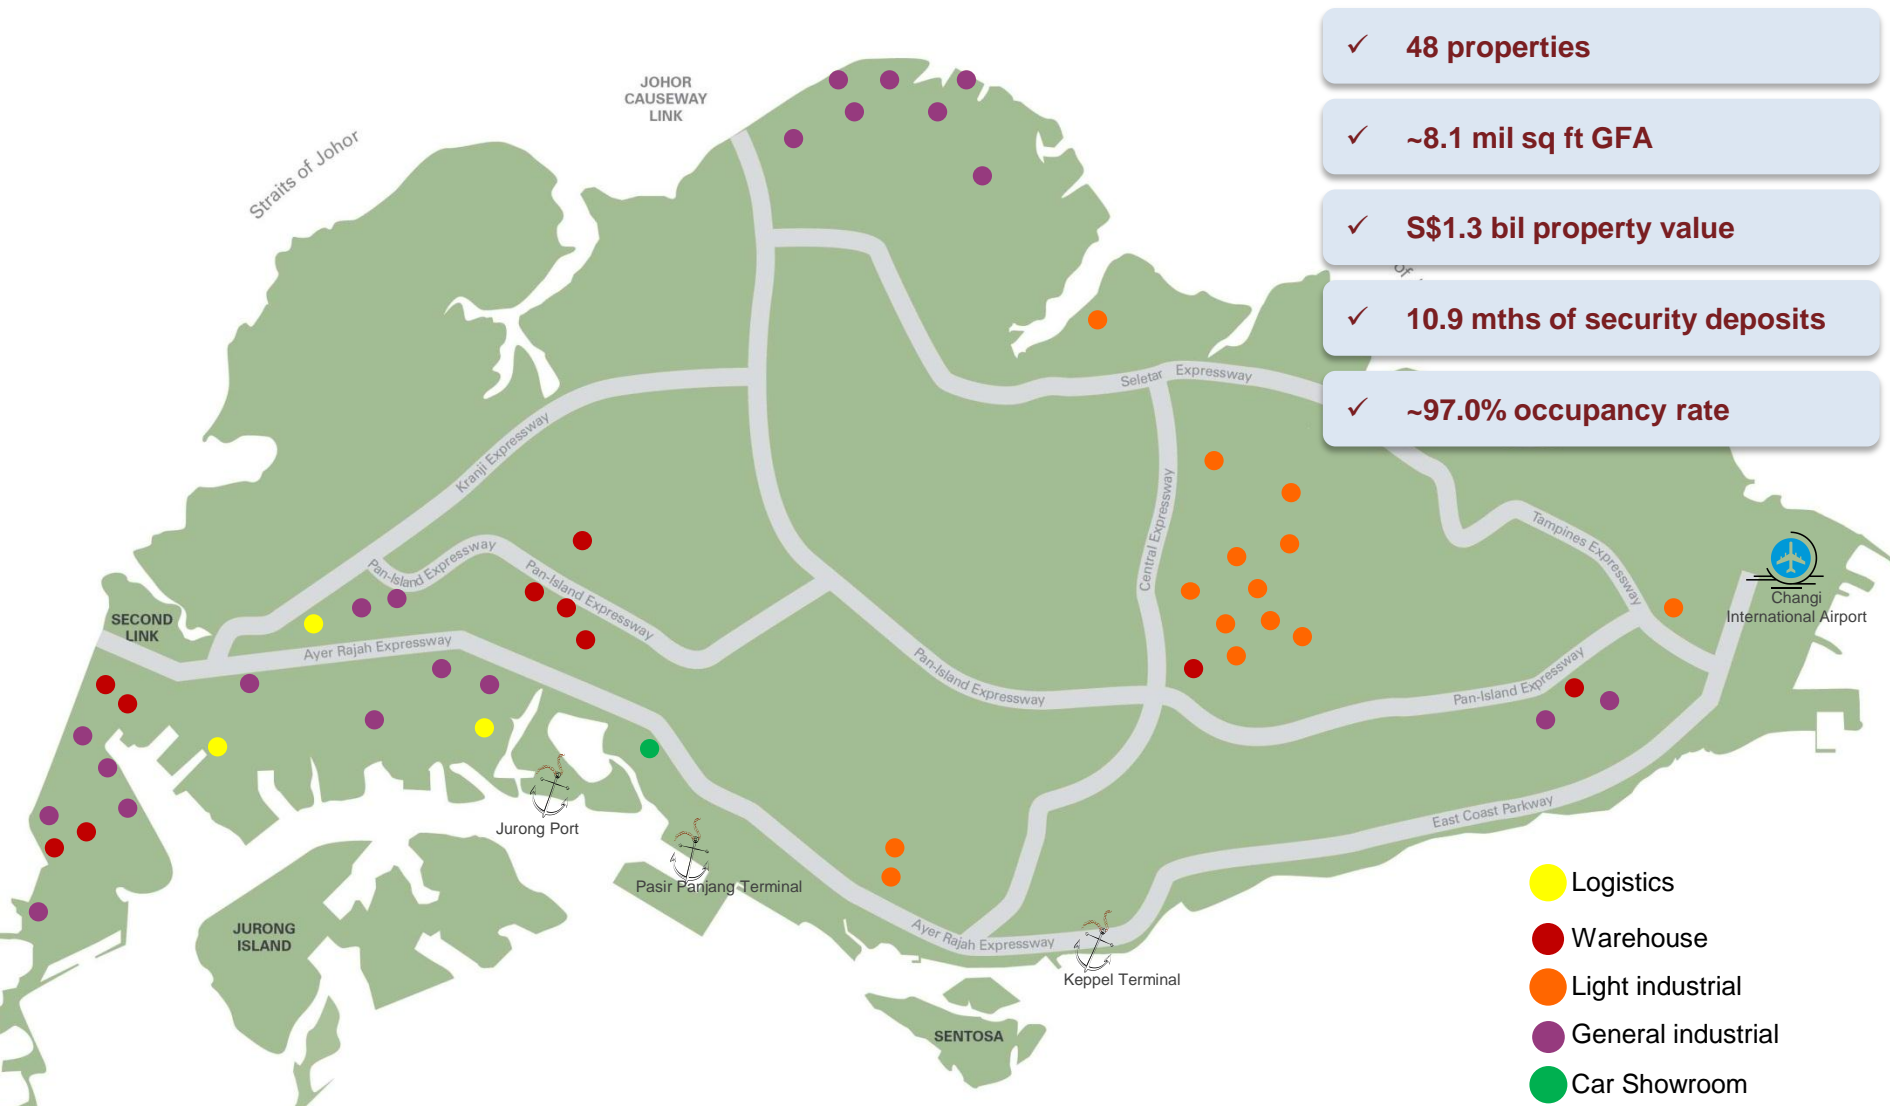 48 properties
~8.1 mil sq ft GFA
S$1.3 bil property value
10.9 mths of security deposits
~97.0% occupancy rate
JOHOR
CAUSEWAY
LINK
Straits of Johor
of
Seletar Expressway
Kranji Expressway
Central Expressway
Tampines Expressway
Pan-Island Expressway
Pan-Island Expressway
Changi
International Airport
SECOND
LINK
Ayer Rajah Expressway
Pan-Island Expressway
Pan-Island Expressway
East Coast Parkway
Jurong Port
Pasir Panjang Terminal
JURONG
ISLAND
Ayer Rajah Expressway
Keppel Terminal
SENTOSA
Logistics
Warehouse
Light industrial
General industrial
Car Showroom